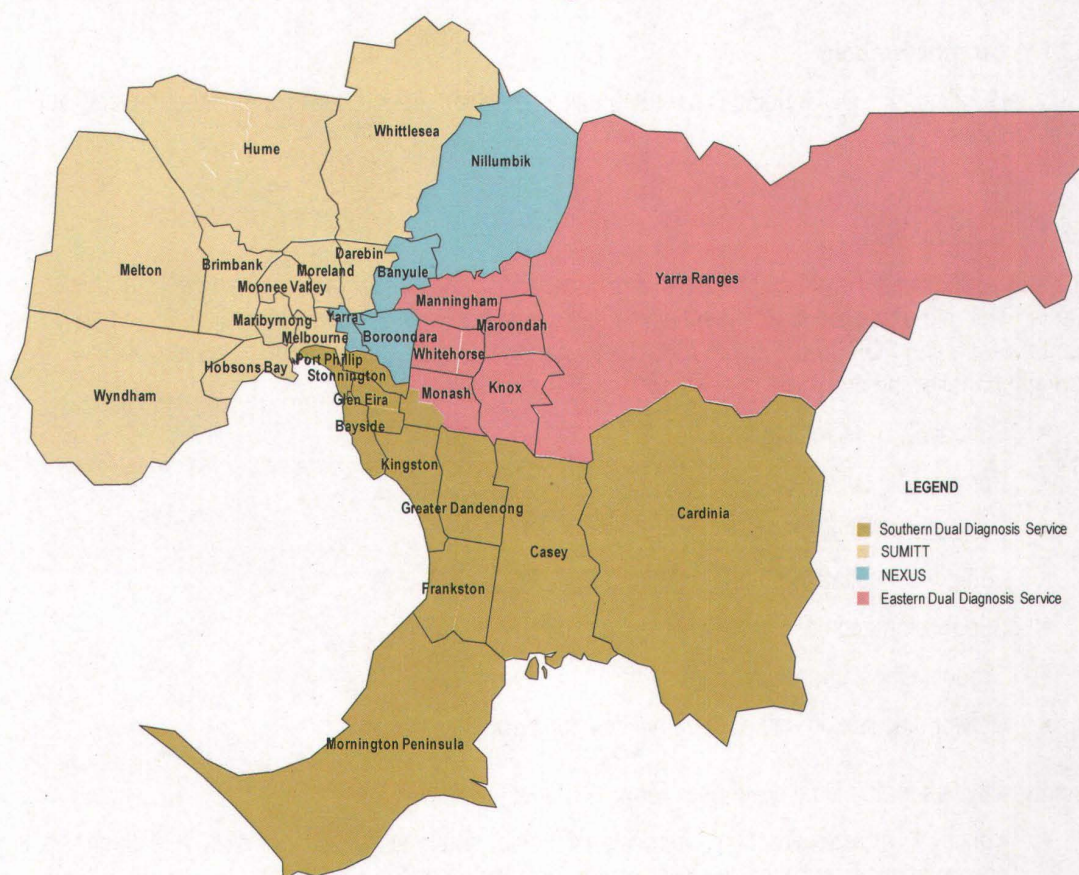 Whittlesea
Hume
Nillumbik
Darebin
Brimbank
Melton
Moreland
Banyule
Moonee Valley
Yarra Ranges
Manningham
Maribyrnong
Yarra
Maroondah
Melbourne
Boroondara
Whitehorse
Port Phillip
Hobsons Bay
Stonnington
Wyndham
Monash
Knox
Glen Eira
Bayside
Kingston
Greater Dandenong
Cardinia
Casey
Frankston
Mornington Peninsula
LEGEND
Southern Dual Diagnosis Service
SUMITT
NEXUS
Eastern Dual Diagnosis Service